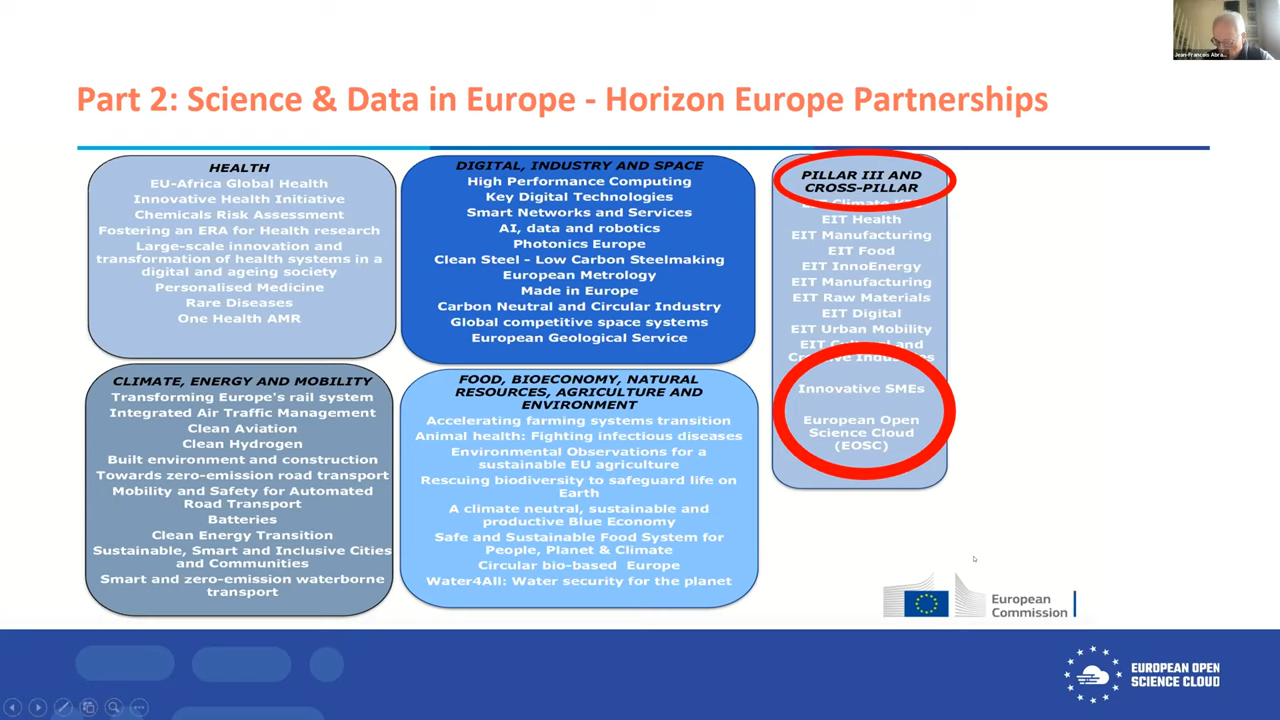 Jean-Francois Abra...
Part 2: Science & Data in Europe - Horizon Europe Partnerships
HEALTH
EU-Africa Global Health
Innovative Health Initiative
Chemicals Risk Assessment
Fostering an ERA for Health research
Large-scale innovation and
transformation of health systems in a
digital and ageing society
Personalised Medicine
Rare Diseases
One Health AMR
DIGITAL, INDUSTRY AND SPACE
High Performance Computing
Key Digital Technologies
Smart Networks and Services
AI, data and robotics
Photonics Europe
Clean Steel - Low Carbon Steelmaking
European Metrology
Made in Europe
Carbon Neutral and Circular Industry
Global competitive space systems
European Geological Service
PILLAR III AND
CROSS-PILLAR
EIT Climate
EIT Health
EIT Manufacturing
EIT Food
EIT InnoEnergy
EIT Manufacturing
EIT Raw Materials
EIT Digital
EIT Urban Mobility
EIT Cultural and
Creative Industries
Innovative SMEs
European Open
Science Cloud
(EOSC)
CLIMATE, ENERGY AND MOBILITY
Transforming Europe's rail system
Integrated Air Traffic Management
Clean Aviation
Clean Hydrogen
Built environment and construction
Towards zero-emission road transport
Mobility and Safety for Automated
Road Transport
Batteries
Clean Energy Transition
Sustainable, Smart and Inclusive Cities
and Communities
Smart and zero-emission waterborne
transport
FOOD, BIOECONOMY, NATURAL
RESOURCES, AGRICULTURE AND
ENVIRONMENT
Accelerating farming systems transition
Animal health: Fighting infectious diseases
Environmental Observations for a
sustainable EU agriculture
Rescuing biodiversity to safeguard life on
Earth
A climate neutral, sustainable and
productive Blue Economy
Safe and Sustainable Food System for
People, Planet & Climate
Circular bio-based Europe
Water4All: Water security for the planet
European
Commission
EUROPEAN OPEN
SCIENCE CLOUD